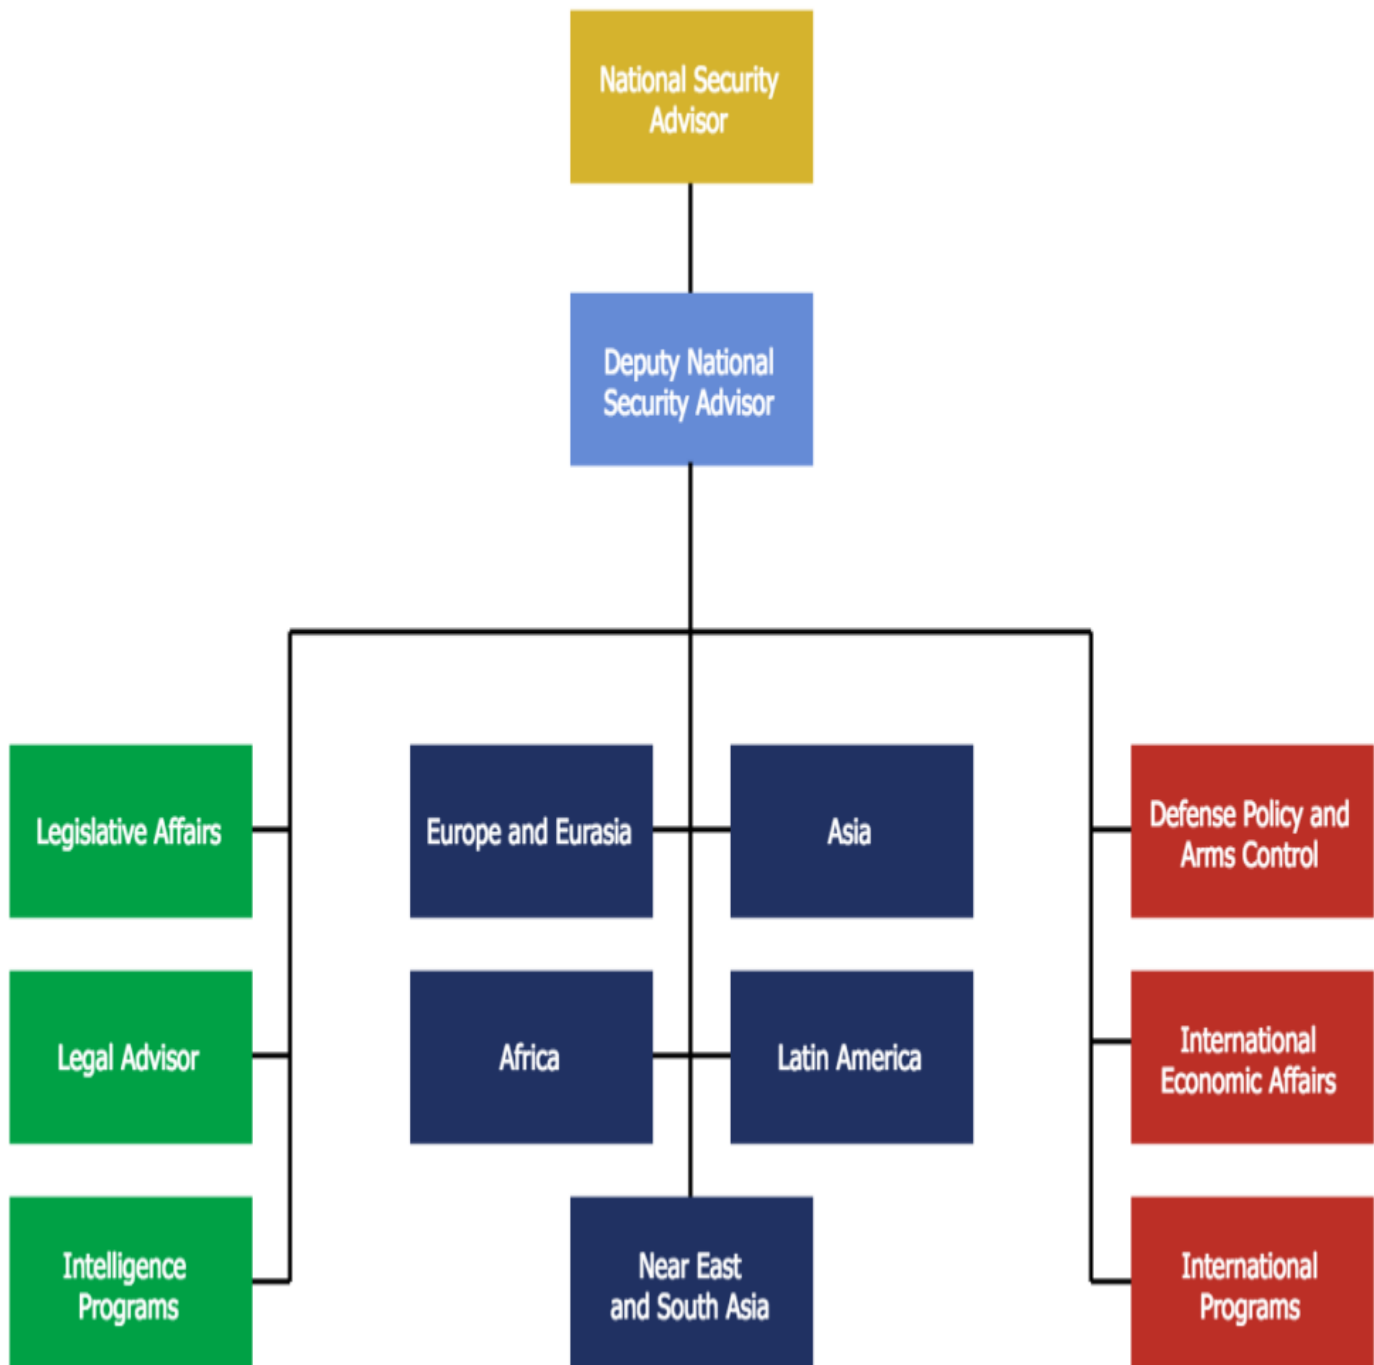 National Security
Advisor
Deputy National
Security Advisor
Legislative Affairs
Europe and Eurasia
Asia
Defense Policy and
Arms Control
Legal Advisor
Africa
Latin America
International
Economic Affairs
Intelligence
Programs
Near East
and South Asia
International
Programs